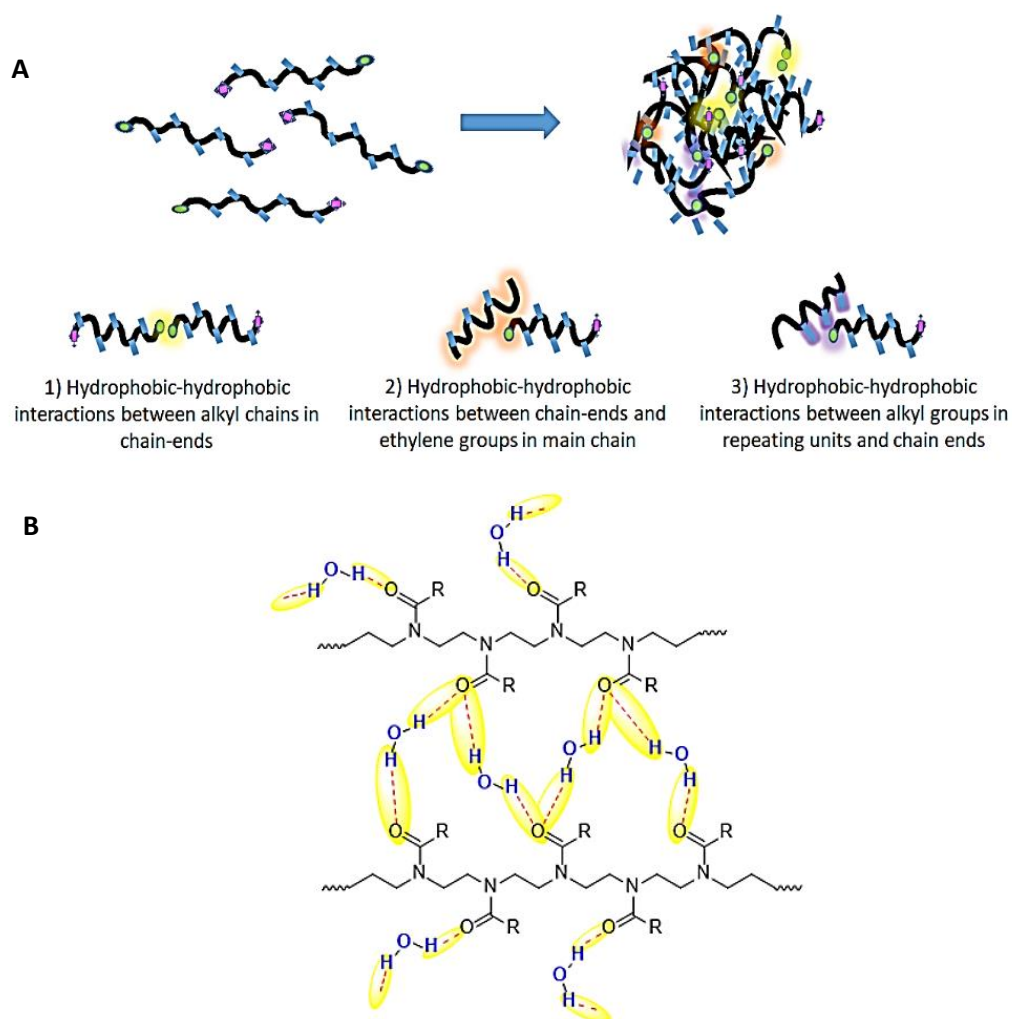 A
1) Hydrophobic-hydrophobic
interactions between alkyl chains in
chain-ends
2) Hydrophobic-hydrophobic
interactions between chain-ends and
ethylene groups in main chain
3) Hydrophobic-hydrophobic
interactions between alkyl groups in
repeating units and chain ends
B
H
O
H
O H
H O R O R
N N
N N
O R O R
H
O H
O H O
H H
H H
O H
O R O R O R
N N N
N N
O R O R
O H
H H
O
H